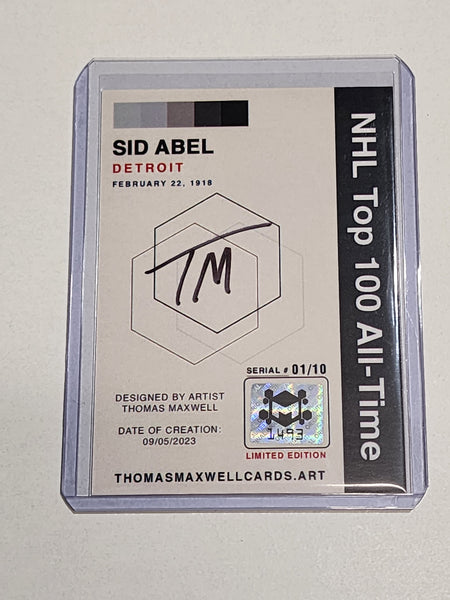 SID ABEL
DETROIT
FEBRUARY 22, 1918
TM
SERIAL # 01/10
1493
LIMITED EDITION
DESIGNED BY ARTIST
THOMAS MAXWELL
DATE OF CREATION:
09/05/2023
THOMASMAXWELLCARDS.ART
NHL Top 100 All-Time